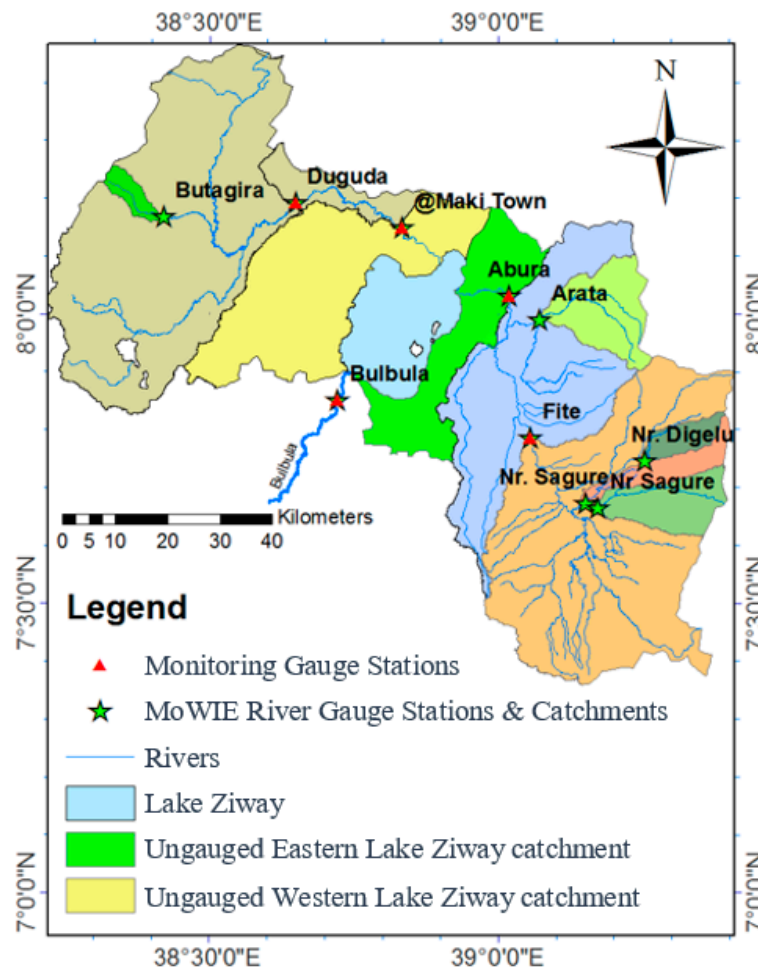 38°30'0"E 39°0'0"E
N
Duguda
Butagira
@Maki Town
Abura
Arata
8°0'0"N 8°0'0"N
Bulbula
Fite
Nr. Digelu
Nr. Sagure Nr Sagure
Bulbula
Kilometers
0 5 10 20 30 40
7°30'0"N 7°30'0"N
Legend
Monitoring Gauge Stations
MoWIE River Gauge Stations & Catchments
Rivers
Lake Ziway
Ungauged Eastern Lake Ziway catchment
Ungauged Western Lake Ziway catchment
7°0'0"N 7°0'0"N
38°30'0"E 39°0'0"E